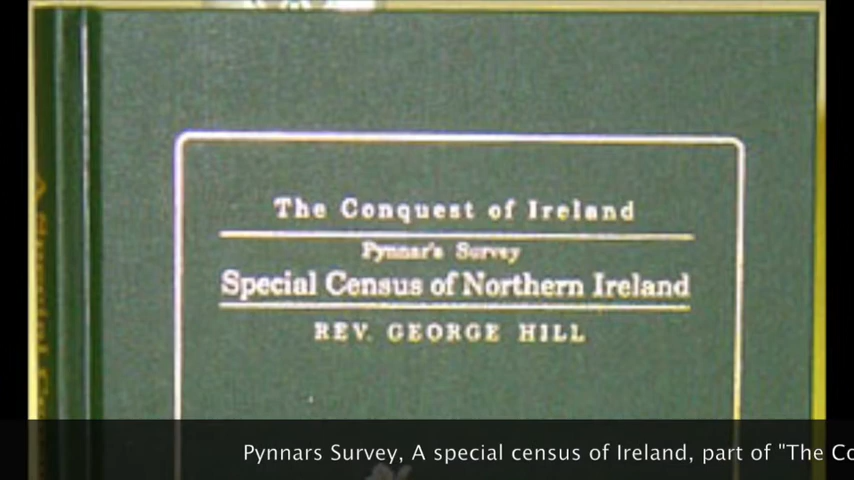 The Conquest of Ireland
Pynnar's Survey
Special Census of Northern Ireland
REV. GEORGE HILL
Pynnars Survey, A special census of Ireland, part of "The Co